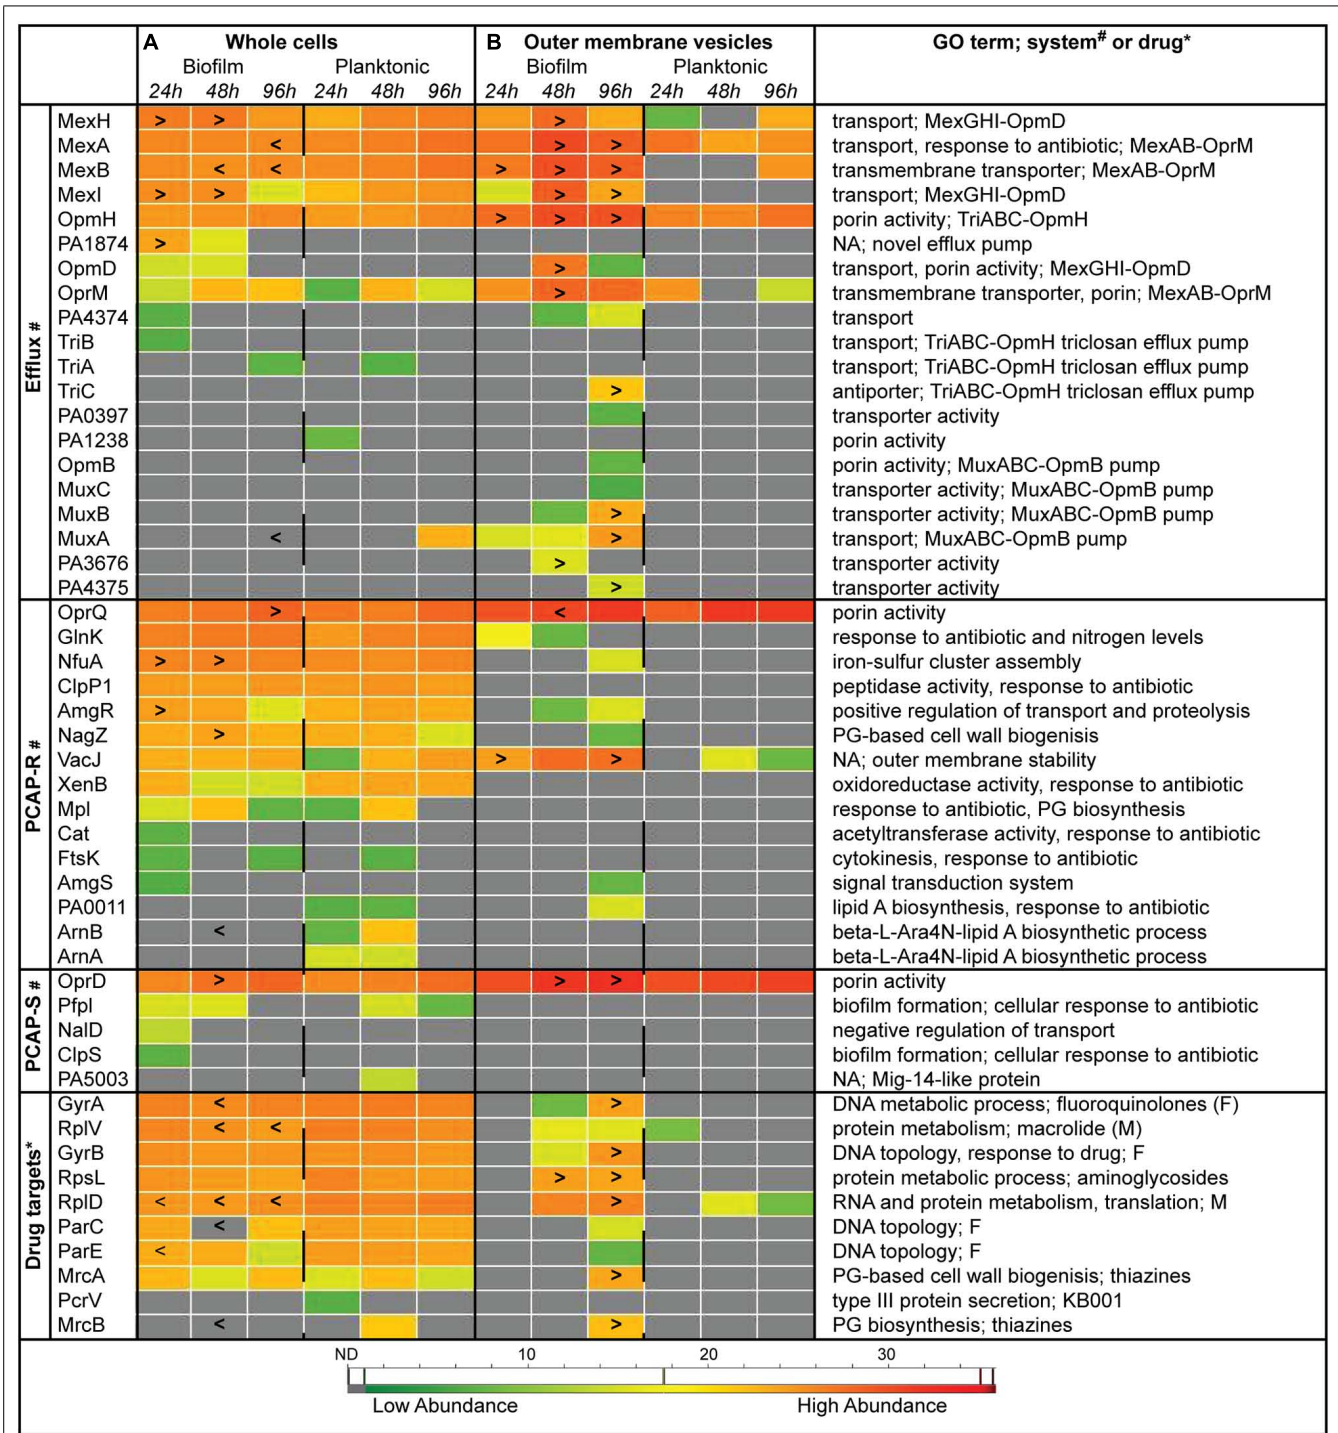 A Whole cells B Outer membrane vesicles GO term; system# or drug*
Biofilm Planktonic Biofilm Planktonic
24h 48h 96h 24h 48h 96h 24h 48h 96h 24h 48h 96h
Efflux #
MexH > > > transport; MexGHI-OpmD
MexA < > > transport, response to antibiotic; MexAB-OprM
MexB < < > > > transmembrane transporter; MexAB-OprM
MexI > > > > transport; MexGHI-OpmD
OpmH > > > porin activity; TriABC-OpmH
PA1874 > NA; novel efflux pump
OpmD > transport, porin activity; MexGHI-OpmD
OprM > transmembrane transporter, porin; MexAB-OprM
PA4374 transport
TriB transport; TriABC-OpmH triclosan efflux pump
TriA transport; TriABC-OpmH triclosan efflux pump
TriC > antiporter; TriABC-OpmH triclosan efflux pump
PA0397 transporter activity
PA1238 porin activity
OpmB porin activity; MuxABC-OpmB pump
MuxC transporter activity; MuxABC-OpmB pump
MuxB > transporter activity; MuxABC-OpmB pump
MuxA < > transport; MuxABC-OpmB pump
PA3676 > transporter activity
PA4375 > transporter activity
PCAP-R #
OprQ > < porin activity
GlnK response to antibiotic and nitrogen levels
NfuA > > iron-sulfur cluster assembly
ClpP1 peptidase activity, response to antibiotic
AmgR > positive regulation of transport and proteolysis
NagZ > PG-based cell wall biogenisis
VacJ > > NA; outer membrane stability
XenB oxidoreductase activity, response to antibiotic
Mpl response to antibiotic, PG biosynthesis
Cat acetyltransferase activity, response to antibiotic
FtsK cytokinesis, response to antibiotic
AmgS signal transduction system
PA0011 lipid A biosynthesis, response to antibiotic
ArnB < beta-L-Ara4N-lipid A biosynthetic process
ArnA beta-L-Ara4N-lipid A biosynthetic process
PCAP-S #
OprD > > > porin activity
PfpI biofilm formation; cellular response to antibiotic
NalD negative regulation of transport
ClpS biofilm formation; cellular response to antibiotic
PA5003 NA; Mig-14-like protein
Drug targets*
GyrA < > DNA metabolic process; fluoroquinolones (F)
RplV < < protein metabolism; macrolide (M)
GyrB > DNA topology, response to drug; F
RpsL > > protein metabolic process; aminoglycosides
RplD < < < > RNA and protein metabolism, translation; M
ParC < DNA topology; F
ParE < DNA topology; F
MrcA > PG-based cell wall biogenisis; thiazines
PcrV type III protein secretion; KB001
MrcB < > PG biosynthesis; thiazines
ND 10 20 30
Low Abundance High Abundance